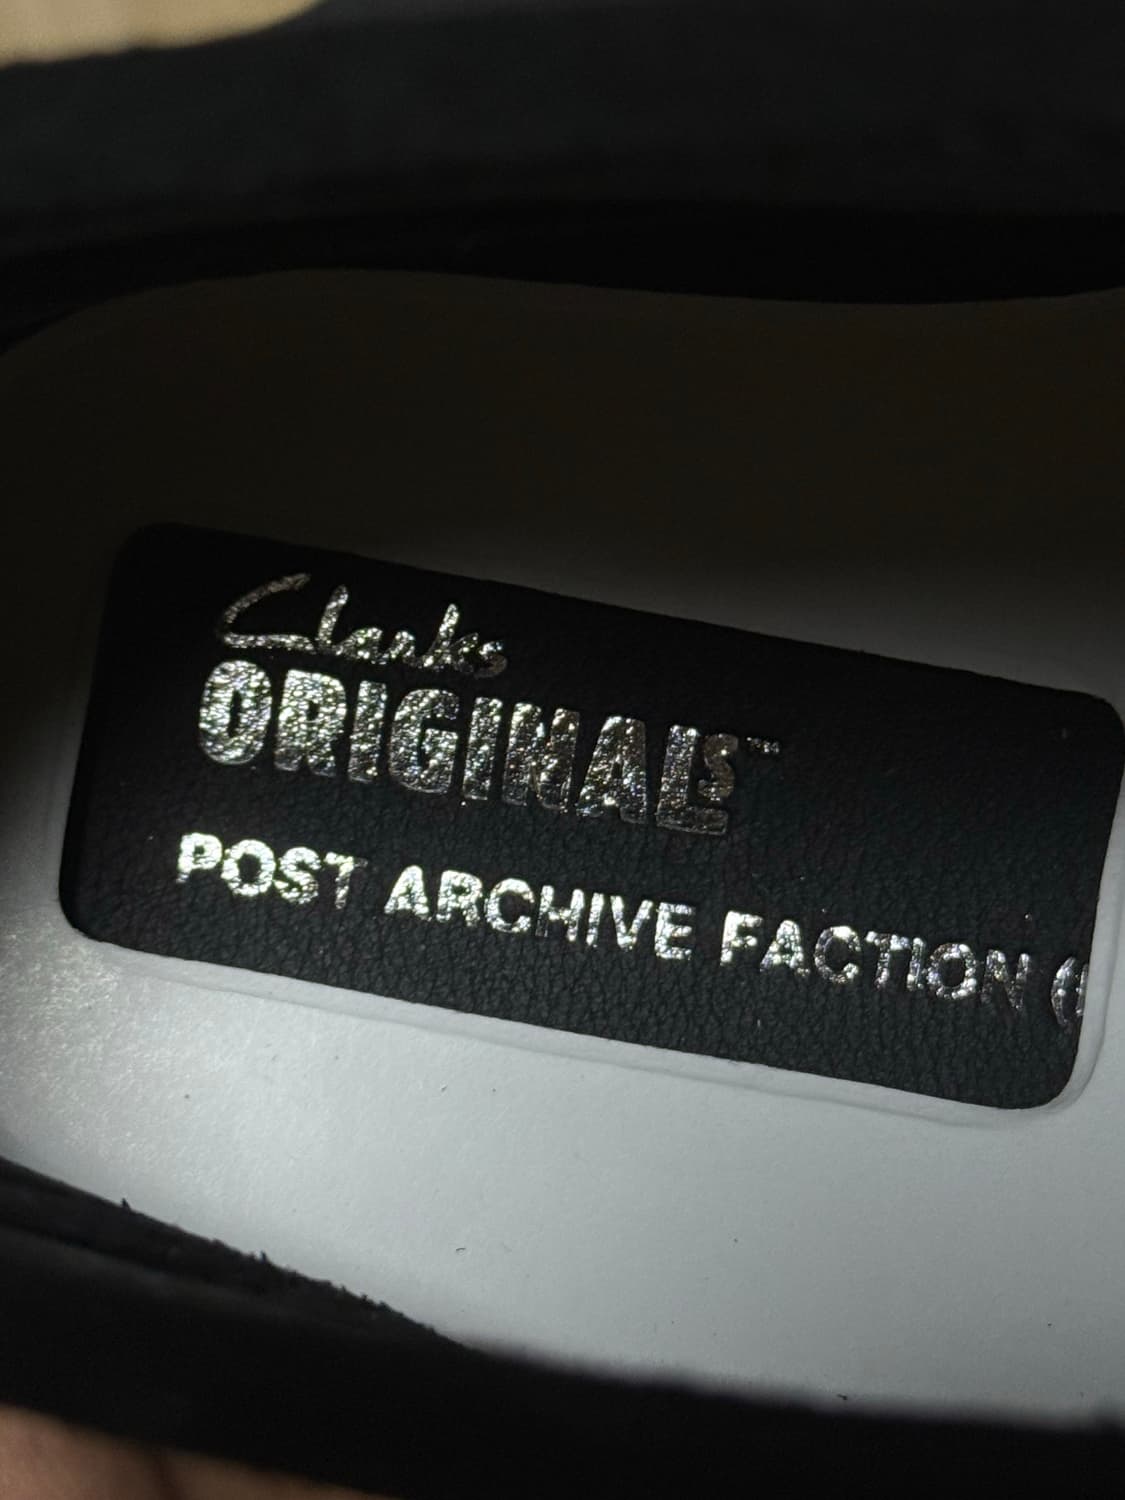 Clarks
ORIGINALS™
POST ARCHIVE FACTION (